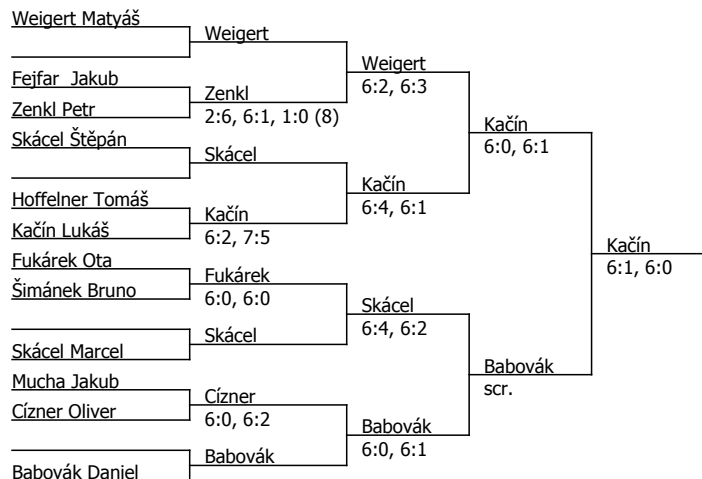 Weigert Matyáš
Weigert
Weigert
6:2, 6:3
Fejfar  Jakub
Zenkl Petr
Zenkl
2:6, 6:1, 1:0 (8)
Kačín
6:0, 6:1
Skácel Štěpán
Skácel
Kačín
6:4, 6:1
Hoffelner Tomáš
Kačín Lukáš
Kačín
6:2, 7:5
Kačín
6:1, 6:0
Fukárek Ota
Šimánek Bruno
Fukárek
6:0, 6:0
Skácel
6:4, 6:2
Skácel
Skácel Marcel
Babovák
scr.
Mucha Jakub
Cízner Oliver
Cízner
6:0, 6:2
Babovák
6:0, 6:1
Babovák
Babovák Daniel